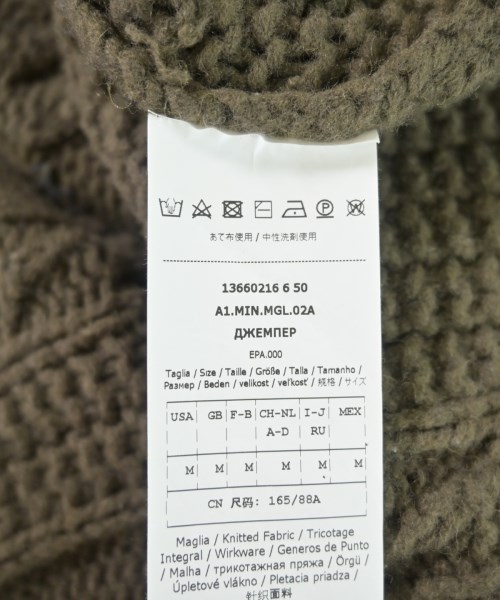 あて布使用 / 中性洗剤使用
13660216 6 50
A1.MIN.MGL.02A
ДЖЕМПЕР
EPA.000
Taglia / Size / Taille / Größe / Talla / Tamanho /
Размер / Beden / velikost / veľkosť / 规格 / サイズ
USA GB F-B CH-NL I-J MEX
A-D RU
M M M M M M
CN 尺码: 165/88A
Maglia / Knitted Fabric / Tricotage
Integral / Wirkware / Generos de Punto
/ Malha / трикотажная пряжа / Örgü /
Úpletové vlákno / Pletacia priadza /
针织面料